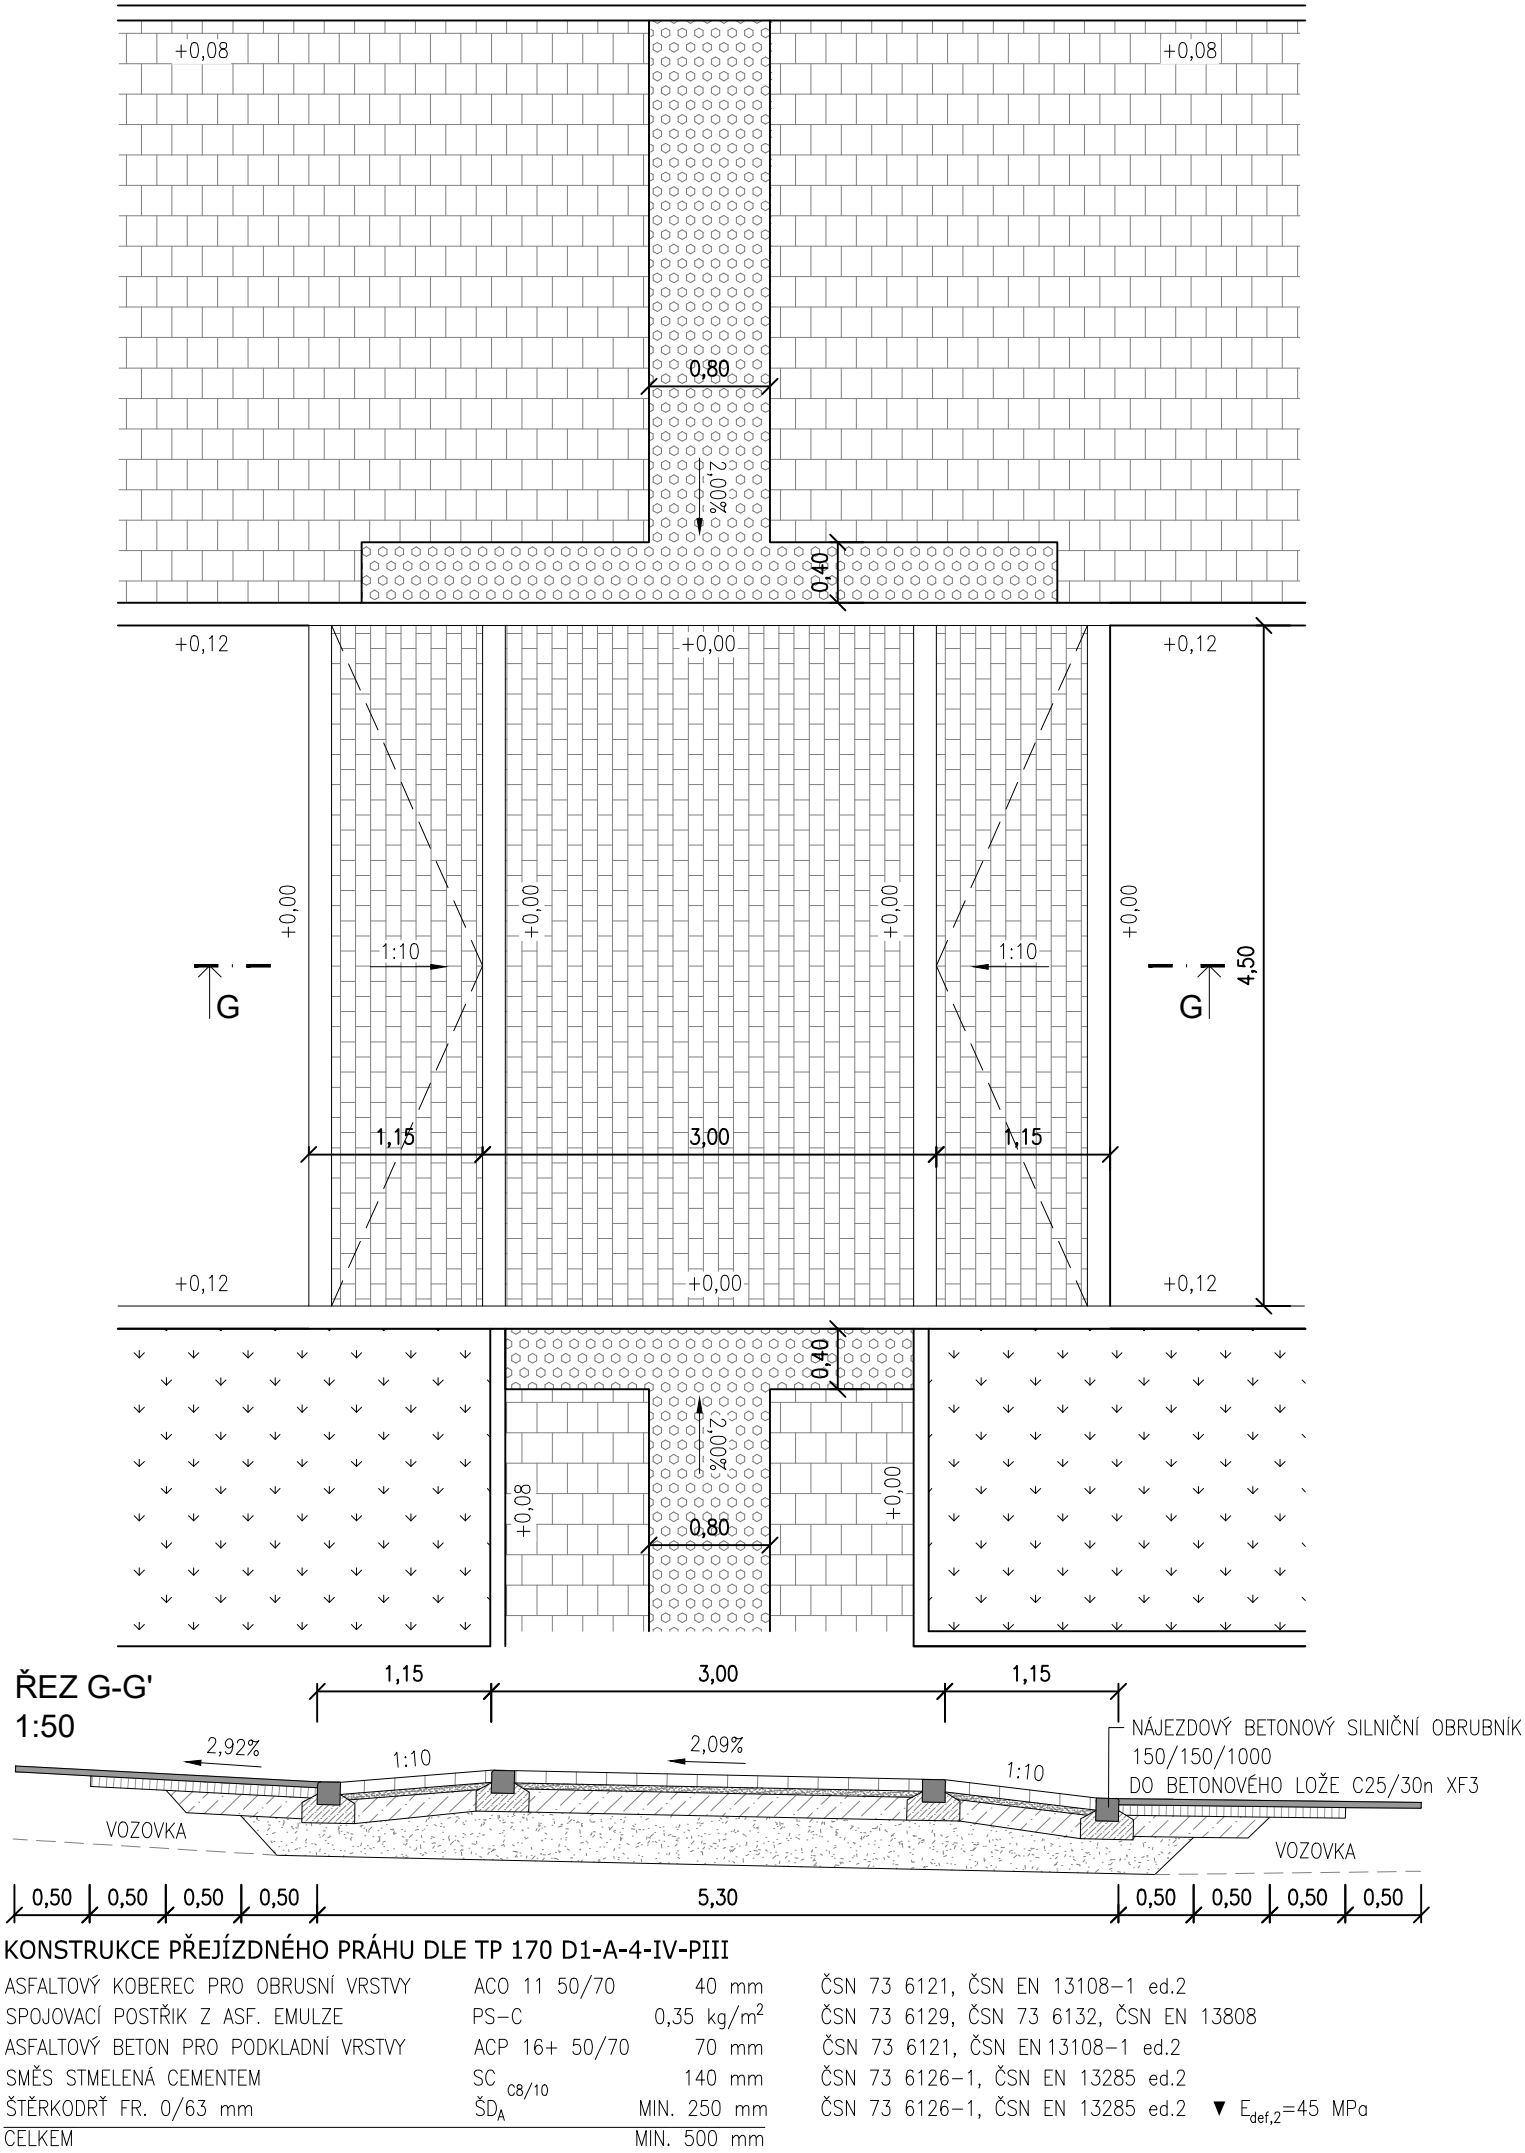 +0,08
+0,08
0,80
2,00%
0,40
+0,12
+0,00
+0,12
+0,00
+0,00
+0,00
+0,00
1:10
1:10
4,50
G
G
1,15
3,00
1,15
+0,12
+0,00
+0,12
0,40
2,00%
+0,08
+0,00
0,80
ŘEZ G-G'
1:50
1,15
3,00
1,15
NÁJEZDOVÝ BETONOVÝ SILNIČNÍ OBRUBNÍK
150/150/1000
DO BETONOVÉHO LOŽE C25/30n XF3
2,92%
1:10
2,09%
1:10
VOZOVKA
VOZOVKA
0,50 0,50 0,50 0,50 5,30 0,50 0,50 0,50 0,50
KONSTRUKCE PŘEJÍZDNÉHO PRÁHU DLE TP 170 D1-A-4-IV-PIII
ASFALTOVÝ KOBEREC PRO OBRUSNÍ VRSTVY ACO 11 50/70 40 mm ČSN 73 6121, ČSN EN 13108-1 ed.2
SPOJOVACÍ POSTŘIK Z ASF. EMULZE PS-C 0,35 kg/m² ČSN 73 6129, ČSN 73 6132, ČSN EN 13808
ASFALTOVÝ BETON PRO PODKLADNÍ VRSTVY ACP 16+ 50/70 70 mm ČSN 73 6121, ČSN EN 13108-1 ed.2
SMĚS STMELENÁ CEMENTEM SC C8/10 140 mm ČSN 73 6126-1, ČSN EN 13285 ed.2
ŠTĚRKODRŤ FR. 0/63 mm ŠDA MIN. 250 mm ČSN 73 6126-1, ČSN EN 13285 ed.2 ▼ Edef,2=45 MPa
CELKEM MIN. 500 mm